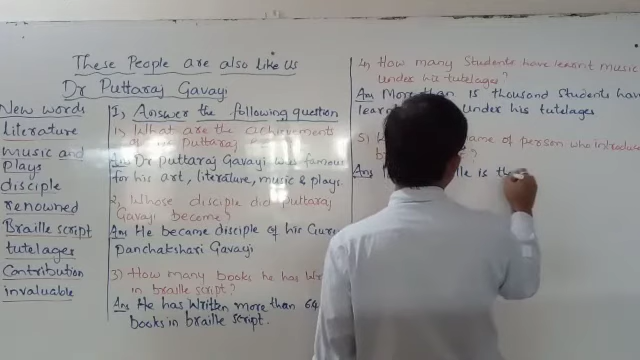 These People are also like us
Dr Puttaraj Gavayi
New words
literature
music and
plays
disciple
renowned
Braille script
tutelages
Contribution
invaluable
I, Answer the following question
1, What are the achievements
puttaraj
Ans Dr puttaraj Gavayi was famous
for his art, literature, music & plays.
2, Whose disciple did puttaraj
Gavayi become?
Ans He became disciple of his Guru
Panchakshari Gavayi
3) How many books he has
in braille script?
Ans He has written more than 64
books in braille script.
4, How many Students have learnt music
under his tutelages?
Ans More than 15 thousand Students have
under his tutelages
5) of person who introduce
Ans is